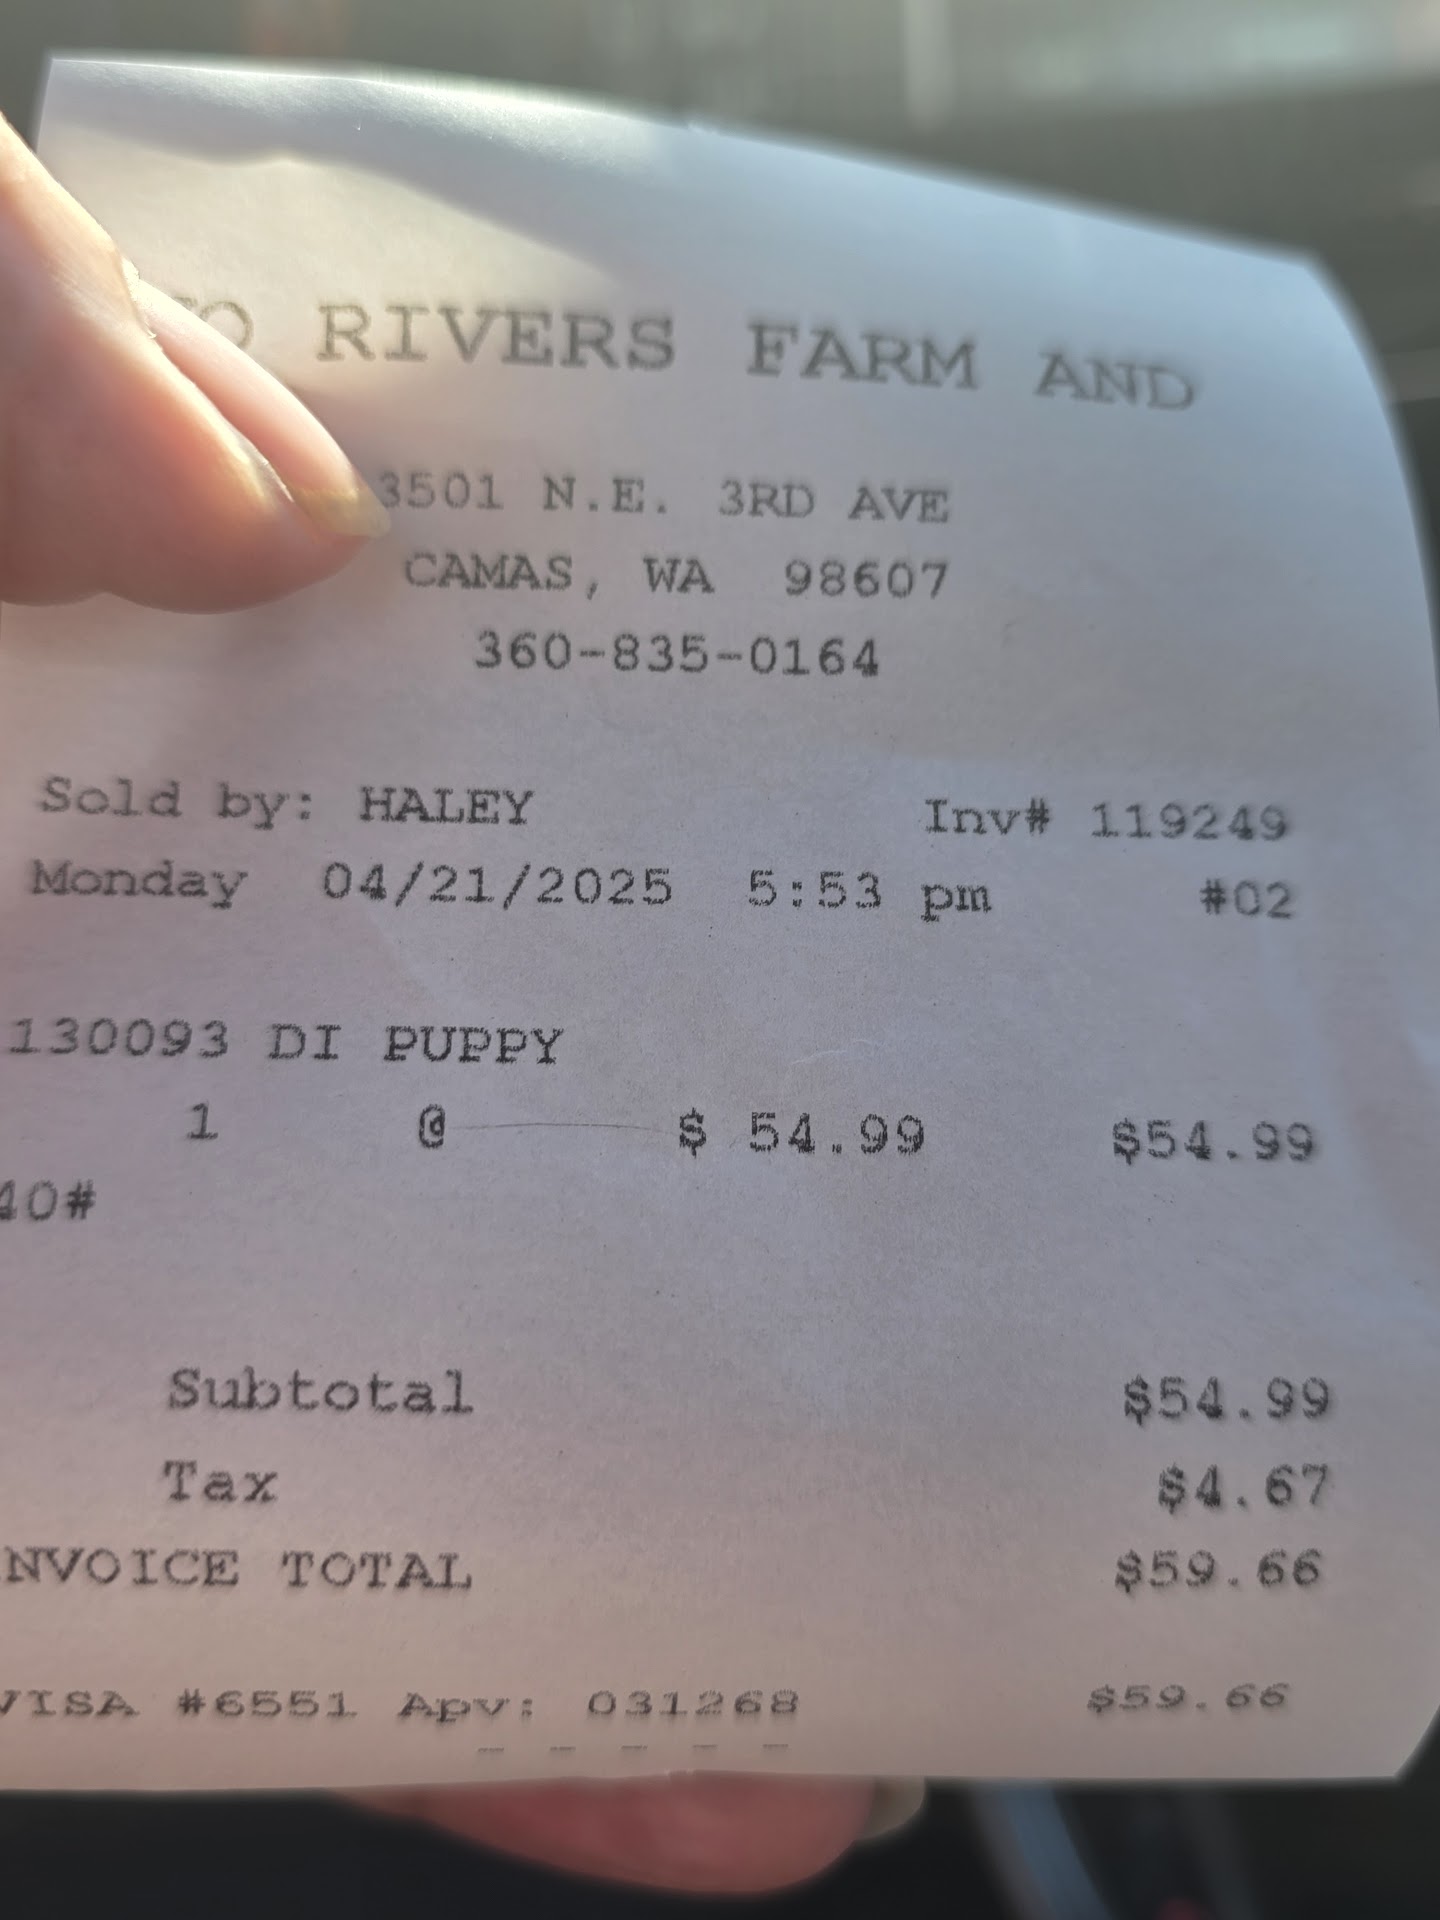 RIVERS FARM AND
3501 N.E. 3RD AVE
CAMAS, WA 98607
360-835-0164
Sold by: HALEY Inv# 119249
Monday 04/21/2025 5:53 pm #02
130093 DI PUPPY
1 @ $ 54.99 $54.99
40#
Subtotal $54.99
Tax $4.67
NVOICE TOTAL $59.66
VISA #6551 Apv: 031268 $59.66